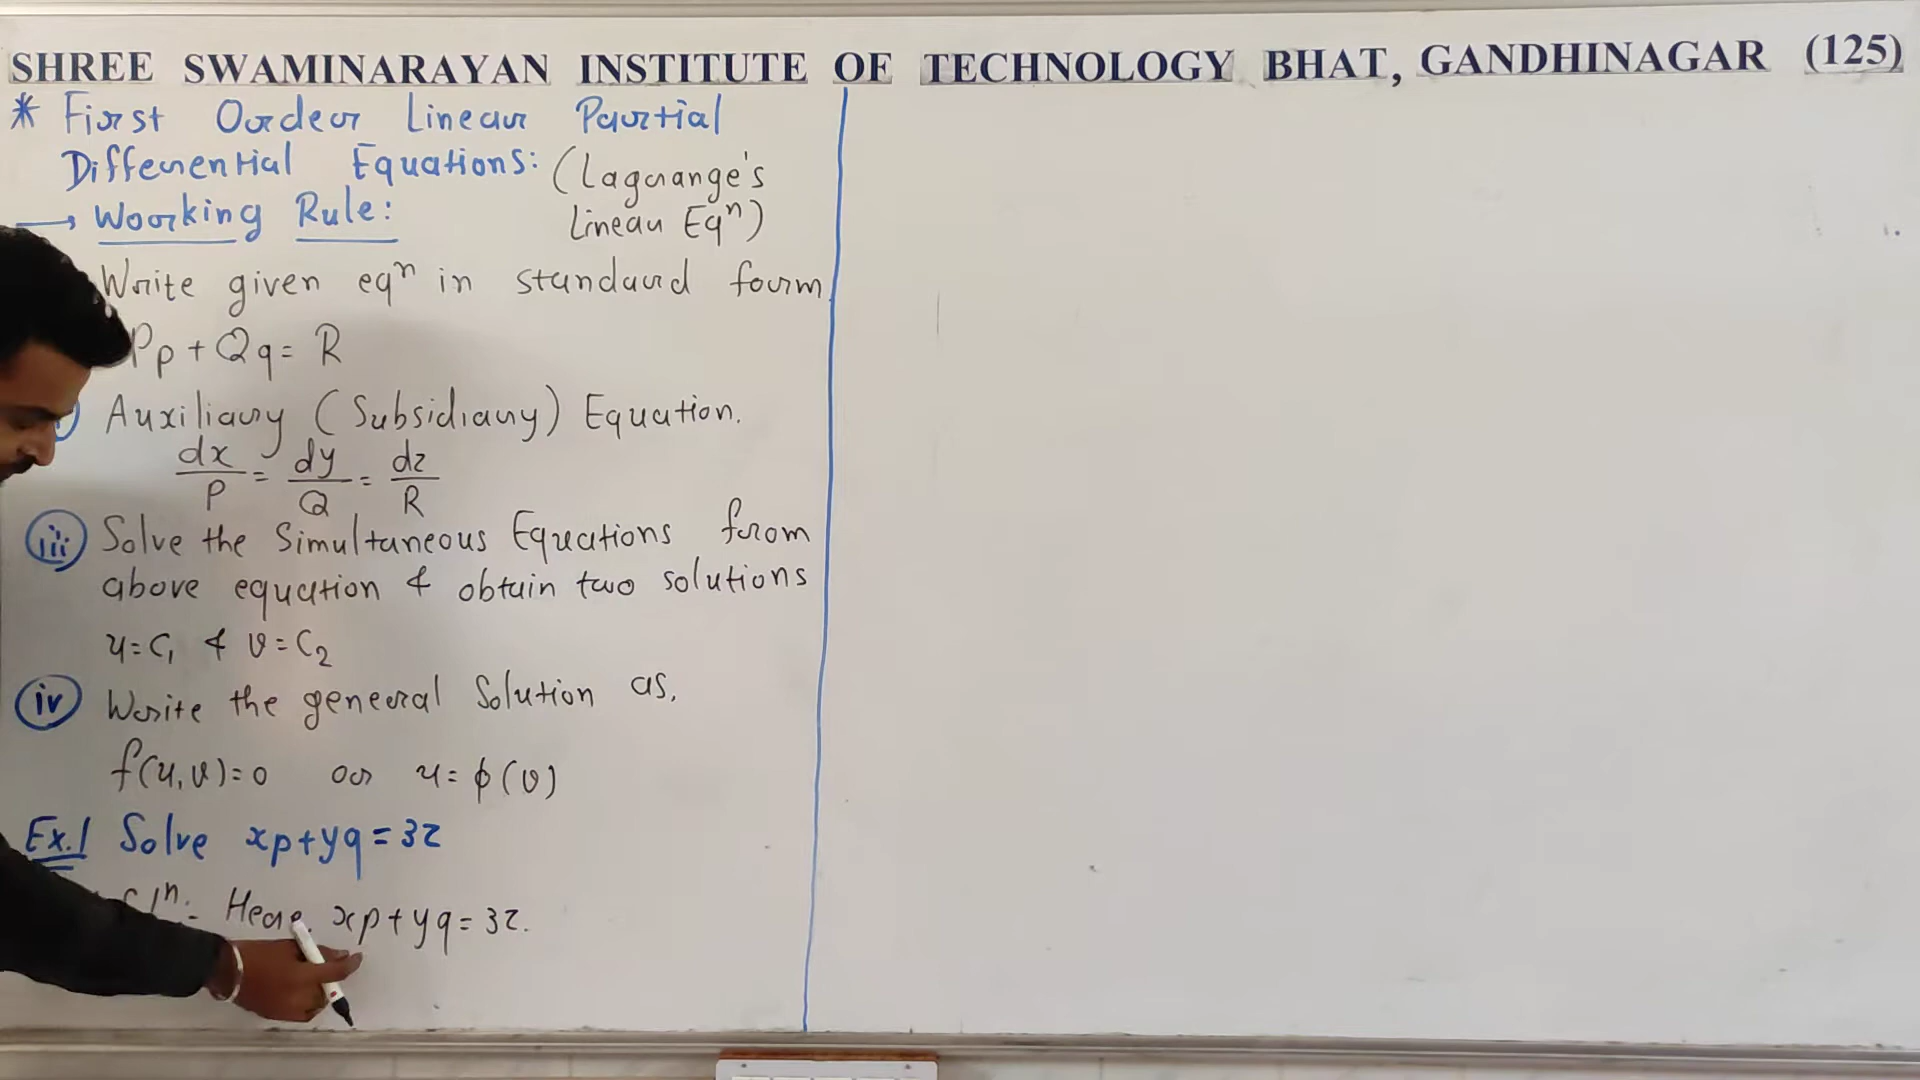 SHREE SWAMINARAYAN INSTITUTE OF TECHNOLOGY BHAT, GANDHINAGAR (125)
* First Order Linear Partial
Differential Equations: (Lagrange's
Linear Eqⁿ)
→ Working Rule:
Write given eqⁿ in standard form
Pp + Qq = R
Auxiliary (Subsidiary) Equation.
dx/P = dy/Q = dz/R
(iii) Solve the Simultaneous Equations from
above equation & obtain two solutions
u = C₁ & v = C₂
(iv) Write the general Solution as,
f(u,v)=0 or u = ϕ(v)
Ex.1 Solve xp+yq=3z
Here, xp+yq=3z.